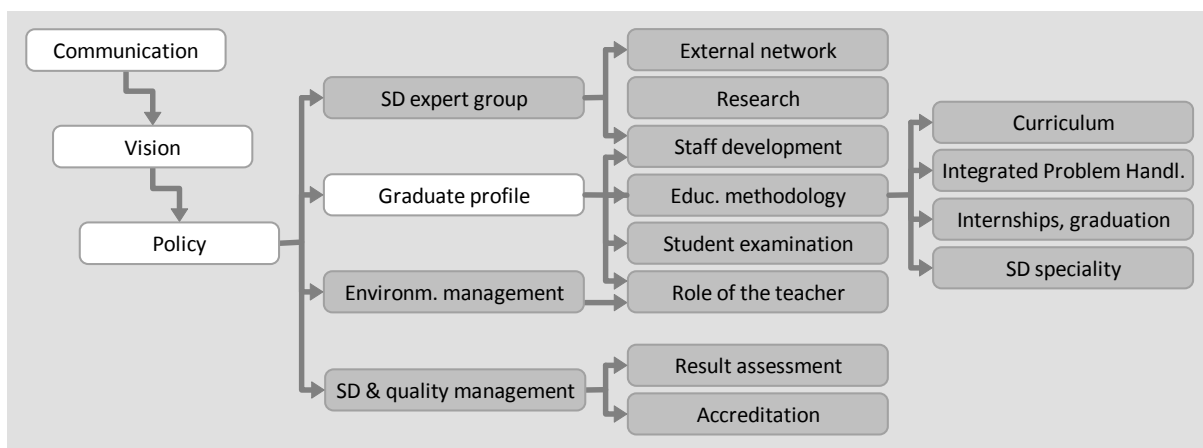 Communication
Vision
Policy
SD expert group
Graduate profile
Environm. management
SD & quality management
External network
Research
Staff development
Educ. methodology
Student examination
Role of the teacher
Result assessment
Accreditation
Curriculum
Integrated Problem Handl.
Internships, graduation
SD speciality